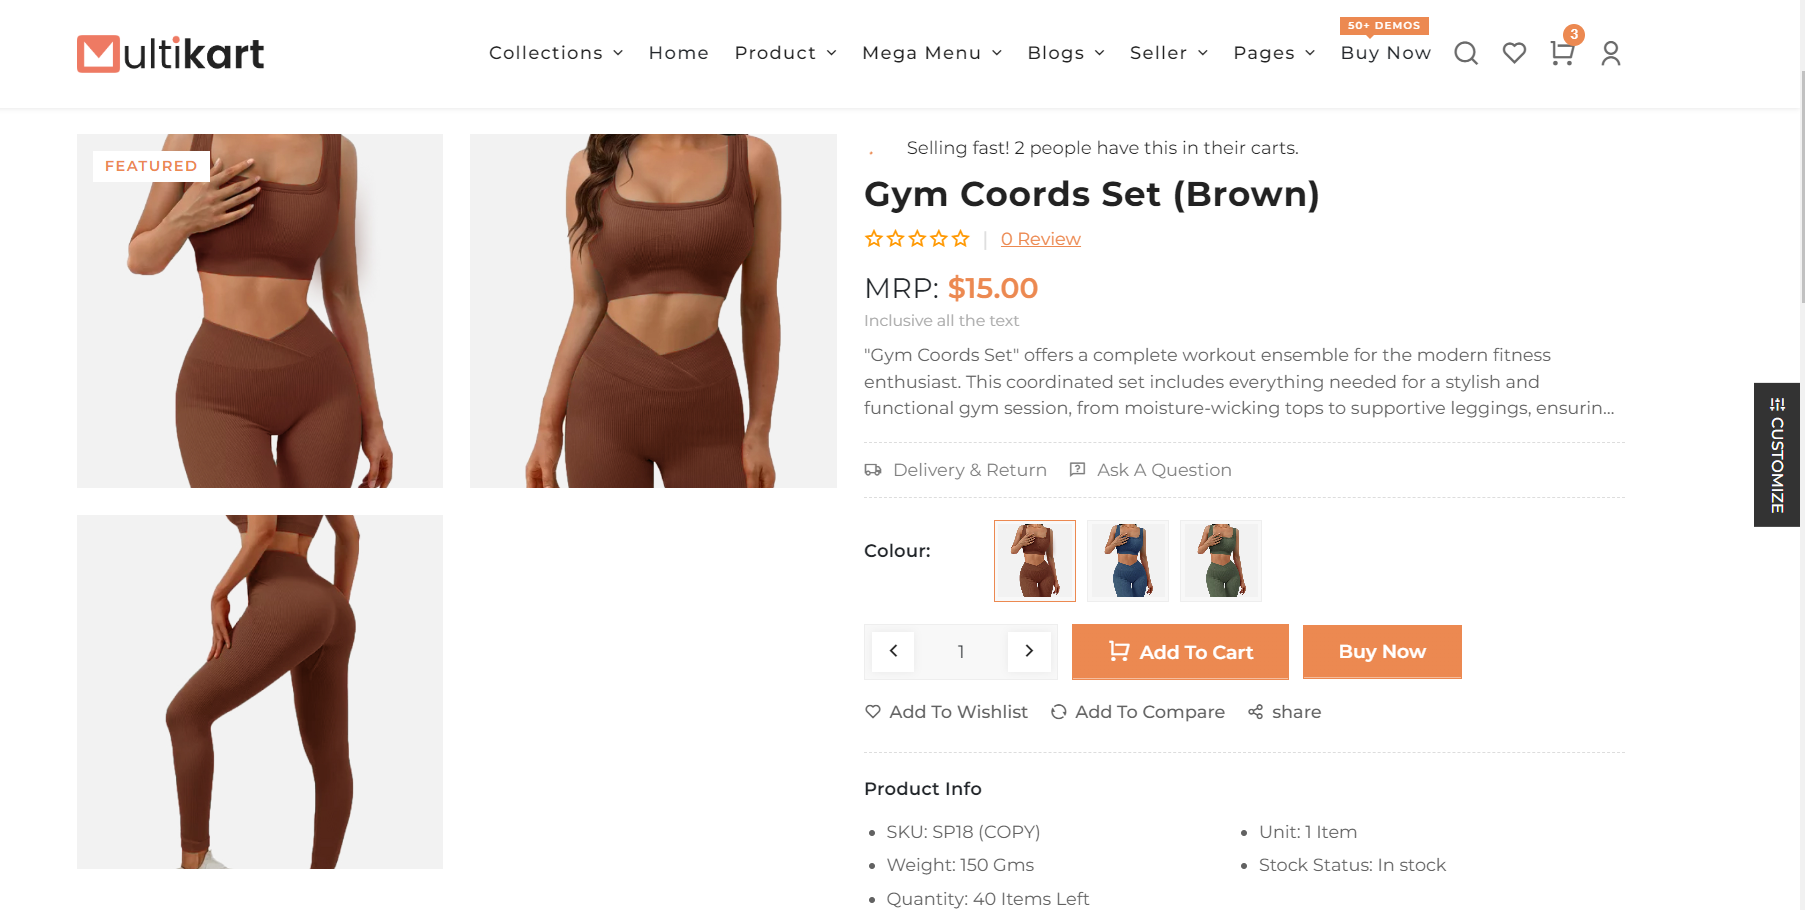 Multikart
Collections
Home
Product
Mega Menu
Blogs
Seller
Pages
50+ DEMOS
Buy Now
3
FEATURED
Selling fast! 2 people have this in their carts.
Gym Coords Set (Brown)
0 Review
MRP: $15.00
Inclusive all the text
"Gym Coords Set" offers a complete workout ensemble for the modern fitness
enthusiast. This coordinated set includes everything needed for a stylish and
functional gym session, from moisture-wicking tops to supportive leggings, ensurin...
Delivery & Return
Ask A Question
CUSTOMIZE
Colour:
1
Add To Cart
Buy Now
Add To Wishlist
Add To Compare
share
Product Info
SKU: SP18 (COPY)
Unit: 1 Item
Weight: 150 Gms
Stock Status: In stock
Quantity: 40 Items Left